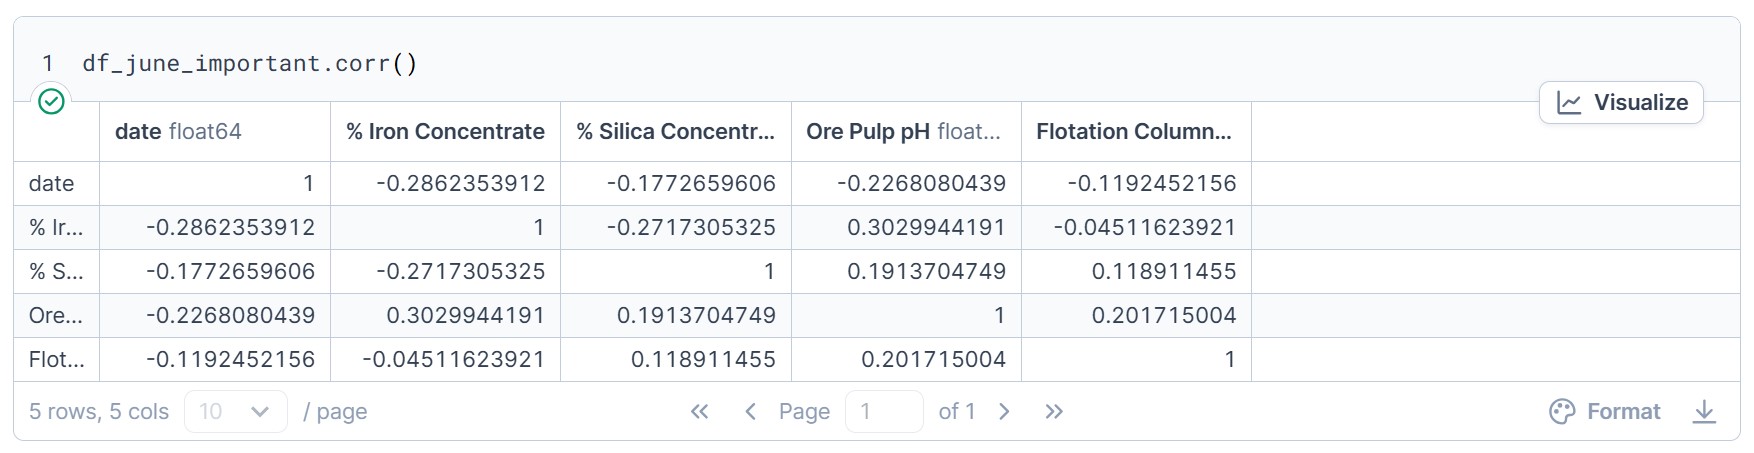 1 df_june_important.corr()
Visualize
date float64 % Iron Concentrate % Silica Concentr... Ore Pulp pH float... Flotation Column...
date 1 -0.2862353912 -0.1772659606 -0.2268080439 -0.1192452156
% Ir... -0.2862353912 1 -0.2717305325 0.3029944191 -0.04511623921
% S... -0.1772659606 -0.2717305325 1 0.1913704749 0.118911455
Ore... -0.2268080439 0.3029944191 0.1913704749 1 0.201715004
Flot... -0.1192452156 -0.04511623921 0.118911455 0.201715004 1
5 rows, 5 cols 10 / page Page 1 of 1 Format